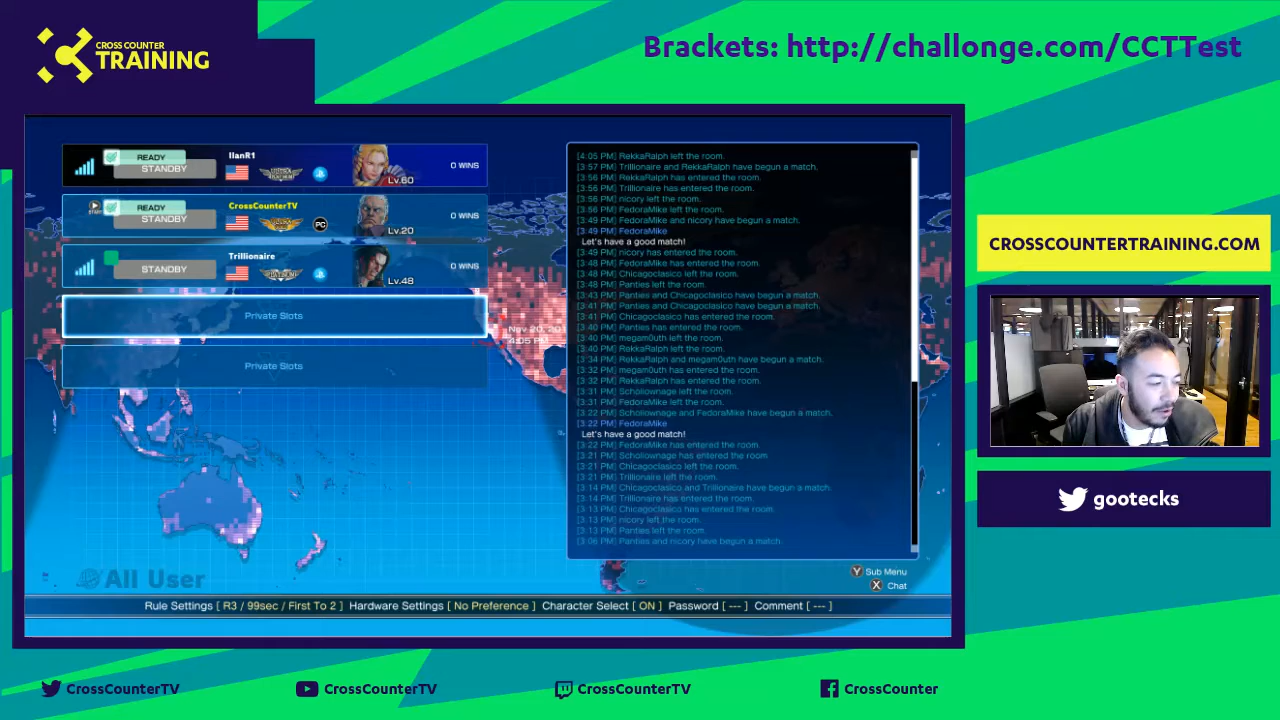 CROSS COUNTER
TRAINING
Brackets: http://challonge.com/CCTTest
READY
STANDBY
IlanR1
Lv.60
0 WINS
READY
STANDBY
CrossCounterTV
PC
Lv.20
0 WINS
STANDBY
Trillionaire
Lv.48
0 WINS
Private Slots
Private Slots
4:05 PM
[4:05 PM] RekkaRalph left the room.
[3:57 PM] Trillionaire and RekkaRalph have begun a match.
[3:56 PM] RekkaRalph has entered the room.
[3:56 PM] Trillionaire has entered the room.
[3:56 PM] nicory left the room.
[3:56 PM] FedoraMike left the room.
[3:49 PM] FedoraMike and nicory have begun a match.
[3:49 PM] FedoraMike
Let's have a good match!
[3:49 PM] nicory has entered the room.
[3:48 PM] FedoraMike has entered the room.
[3:48 PM] Chicagoclasico left the room.
[3:48 PM] Panties left the room.
[3:43 PM] Panties and Chicagoclasico have begun a match.
[3:41 PM] Panties and Chicagoclasico have begun a match.
[3:41 PM] Chicagoclasico has entered the room.
[3:40 PM] Panties has entered the room.
[3:40 PM] megam0uth left the room.
[3:40 PM] RekkaRalph left the room.
[3:34 PM] RekkaRalph and megam0uth have begun a match.
[3:32 PM] megam0uth has entered the room.
[3:32 PM] RekkaRalph has entered the room.
[3:31 PM] Schollownage left the room.
[3:31 PM] FedoraMike left the room.
[3:22 PM] Schollownage and FedoraMike have begun a match.
[3:22 PM] FedoraMike
Let's have a good match!
[3:22 PM] FedoraMike has entered the room.
[3:21 PM] Schollownage has entered the room
[3:21 PM] Chicagoclasico left the room.
[3:21 PM] Trillionaire left the room.
[3:14 PM] Chicagoclasico and Trillionaire have begun a match.
[3:14 PM] Trillionaire has entered the room.
[3:13 PM] Chicagoclasico has entered the room.
[3:13 PM] nicory left the room.
[3:13 PM] Panties left the room.
[3:06 PM] Panties and nicory have begun a match.
Y Sub Menu
X Chat
All User
Rule Settings [ R3 / 99sec / First To 2 ] Hardware Settings [ No Preference ] Character Select [ ON ] Password [ --- ] Comment [ --- ]
CROSSCOUNTERTRAINING.COM
gootecks
CrossCounterTV
CrossCounterTV
CrossCounterTV
CrossCounter